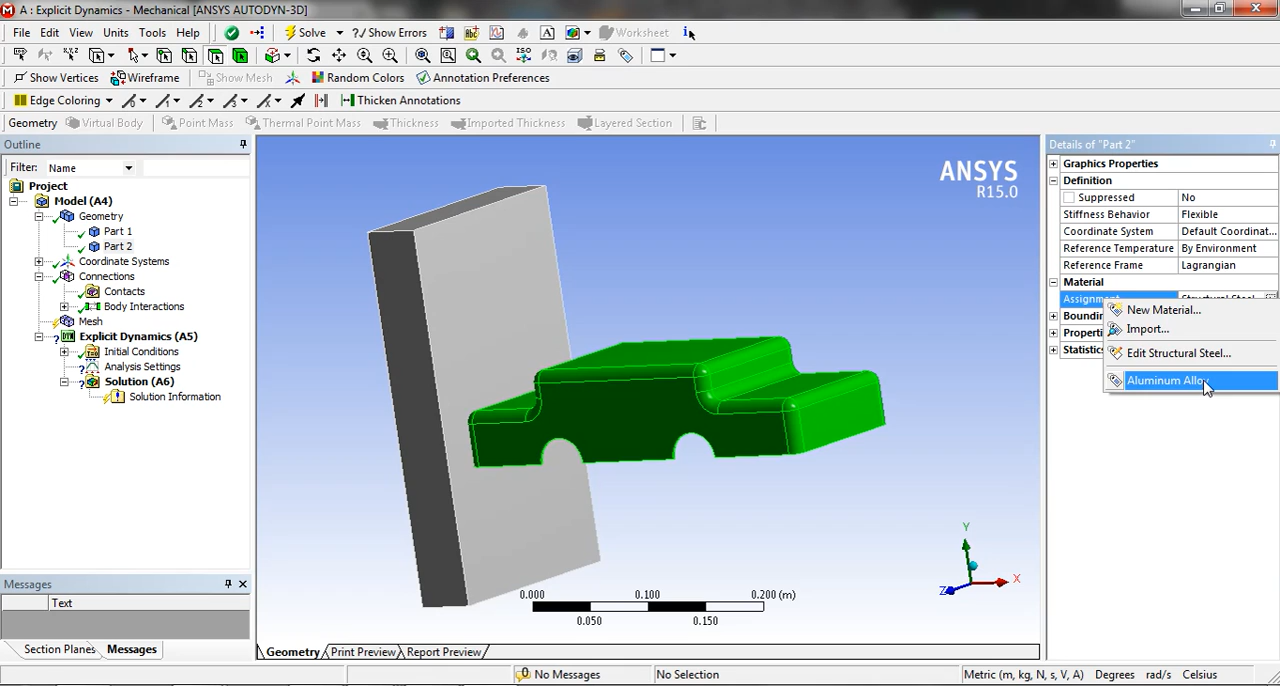 A : Explicit Dynamics - Mechanical [ANSYS AUTODYN-3D]
File Edit View Units Tools Help Solve ?/ Show Errors Worksheet
Show Vertices Wireframe Show Mesh Random Colors Annotation Preferences
Edge Coloring Thicken Annotations
Geometry Virtual Body Point Mass Thermal Point Mass Thickness Imported Thickness Layered Section
Outline
Filter: Name
Project
Model (A4)
Geometry
Part 1
Part 2
Coordinate Systems
Connections
Contacts
Body Interactions
Mesh
Explicit Dynamics (A5)
Initial Conditions
Analysis Settings
Solution (A6)
Solution Information
Messages
Text
Section Planes Messages
ANSYS
R15.0
Y
X
Z
0.000 0.100 0.200 (m)
0.050 0.150
Geometry Print Preview Report Preview
Details of "Part 2"
Graphics Properties
Definition
Suppressed No
Stiffness Behavior Flexible
Coordinate System Default Coordinat...
Reference Temperature By Environment
Reference Frame Lagrangian
Material
Assignment Structural Steel
New Material...
Import...
Edit Structural Steel...
Aluminum Alloy
Statistics
No Messages No Selection Metric (m, kg, N, s, V, A) Degrees rad/s Celsius